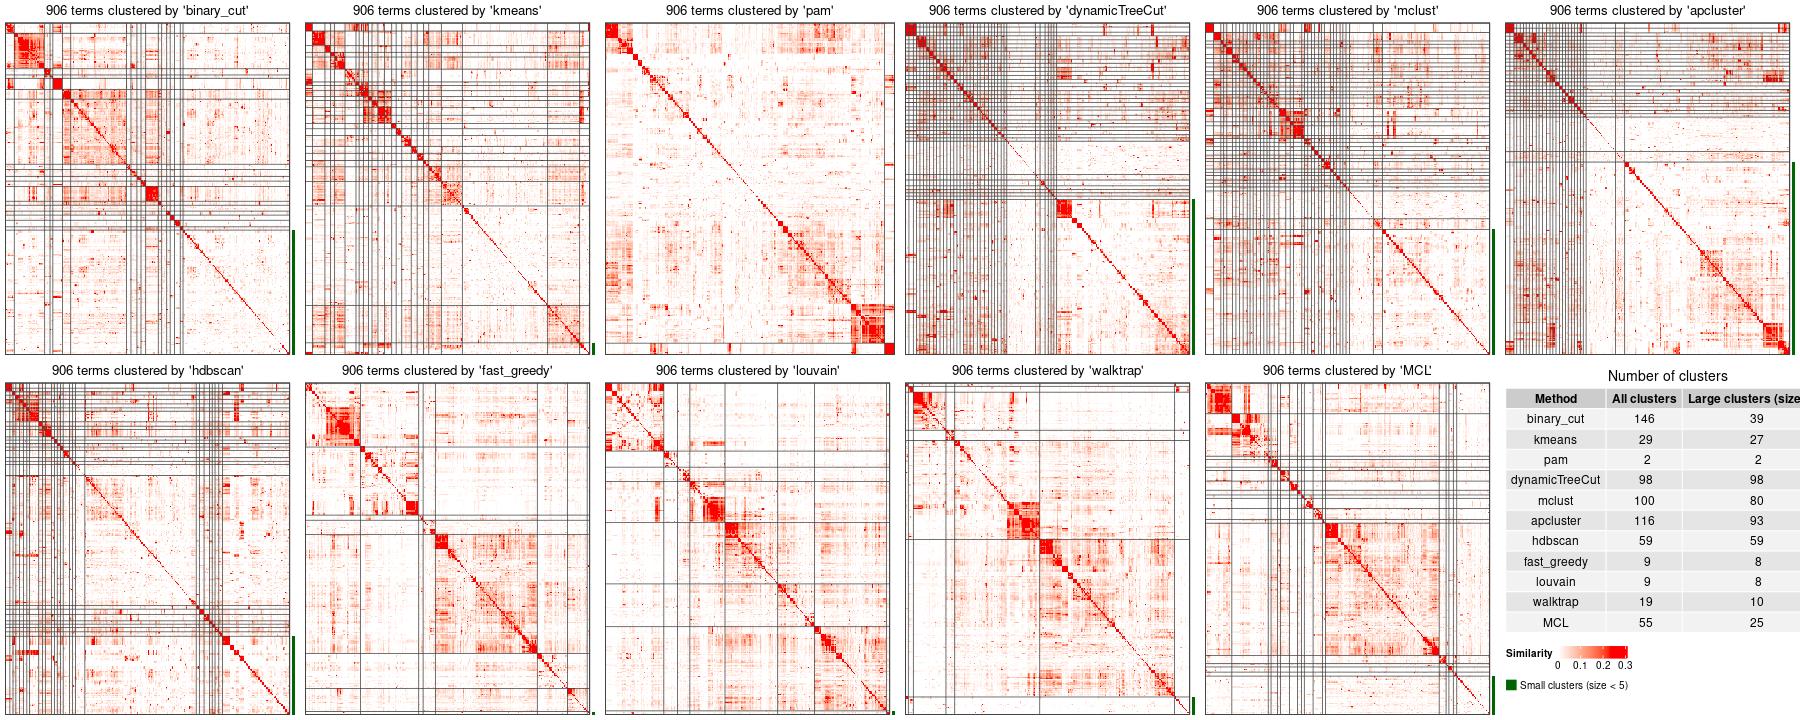 906 terms clustered by 'binary_cut'
906 terms clustered by 'kmeans'
906 terms clustered by 'pam'
906 terms clustered by 'dynamicTreeCut'
906 terms clustered by 'mclust'
906 terms clustered by 'apcluster'
906 terms clustered by 'hdbscan'
906 terms clustered by 'fast_greedy'
906 terms clustered by 'louvain'
906 terms clustered by 'walktrap'
906 terms clustered by 'MCL'
Number of clusters
Method All clusters Large clusters (size
binary_cut 146 39
kmeans 29 27
pam 2 2
dynamicTreeCut 98 98
mclust 100 80
apcluster 116 93
hdbscan 59 59
fast_greedy 9 8
louvain 9 8
walktrap 19 10
MCL 55 25
Similarity
0 0.1 0.2 0.3
Small clusters (size < 5)